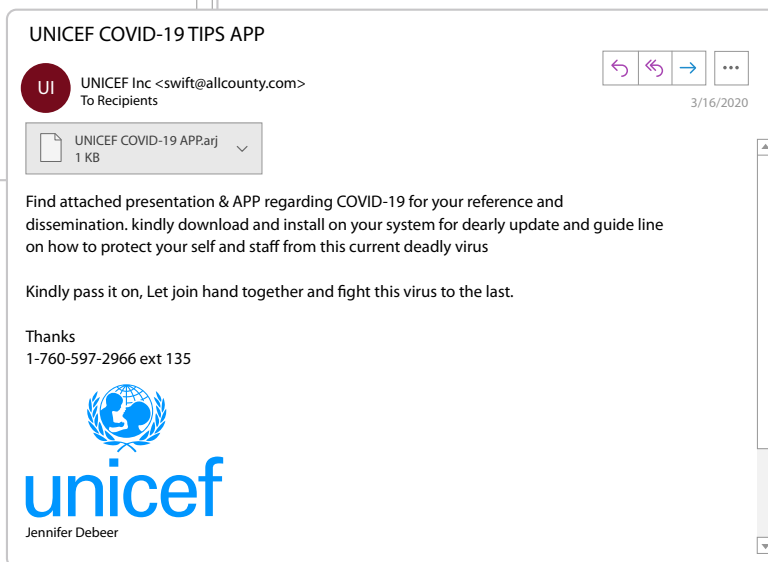 UNICEF COVID-19 TIPS APP
UI
UNICEF Inc <swift@allcounty.com>
To Recipients
3/16/2020
UNICEF COVID-19 APP.arj
1 KB
Find attached presentation & APP regarding COVID-19 for your reference and
dissemination. kindly download and install on your system for dearly update and guide line
on how to protect your self and staff from this current deadly virus
Kindly pass it on, Let join hand together and fight this virus to the last.
Thanks
1-760-597-2966 ext 135
unicef
Jennifer Debeer